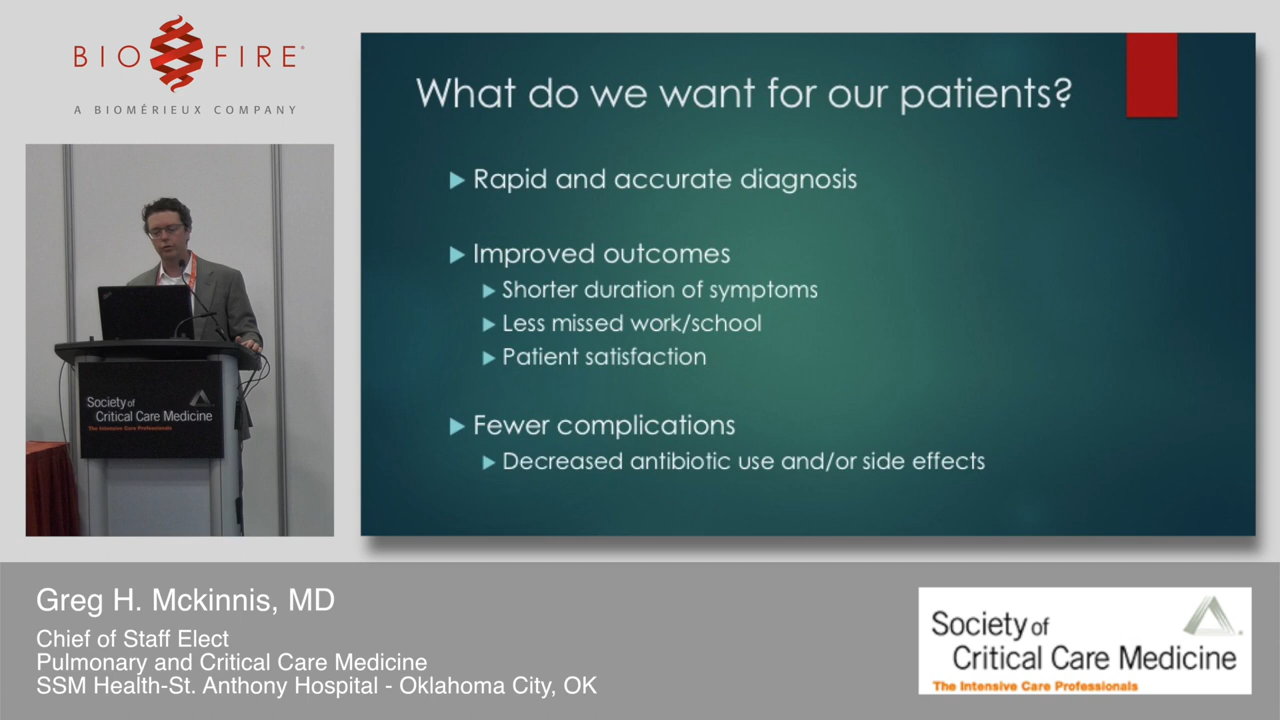 BIO FIRE®
A BIOMÉRIEUX COMPANY
What do we want for our patients?
Rapid and accurate diagnosis
Improved outcomes
Shorter duration of symptoms
Less missed work/school
Patient satisfaction
Fewer complications
Decreased antibiotic use and/or side effects
Society of
Critical Care Medicine
The Intensive Care Professionals
Greg H. Mckinnis, MD
Chief of Staff Elect
Pulmonary and Critical Care Medicine
SSM Health-St. Anthony Hospital - Oklahoma City, OK
Society of
Critical Care Medicine
The Intensive Care Professionals